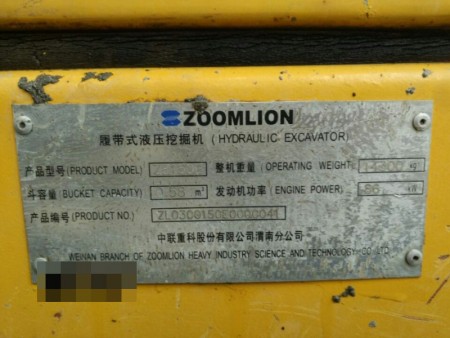 ZOOMLION
履带式液压挖掘机 (HYDRAULIC EXCAVATOR)
产品型号(PRODUCT MODEL) 整机重量(OPERATING WEIGHT) kg
斗容量(BUCKET CAPACITY) m³ 发动机功率(ENGINE POWER) 86 kW
产品编号(PRODUCT NO.)
中联重科股份有限公司渭南分公司
WEINAN BRANCH OF ZOOMLION HEAVY INDUSTRY SCIENCE AND TECHNOLOGY CO LTD